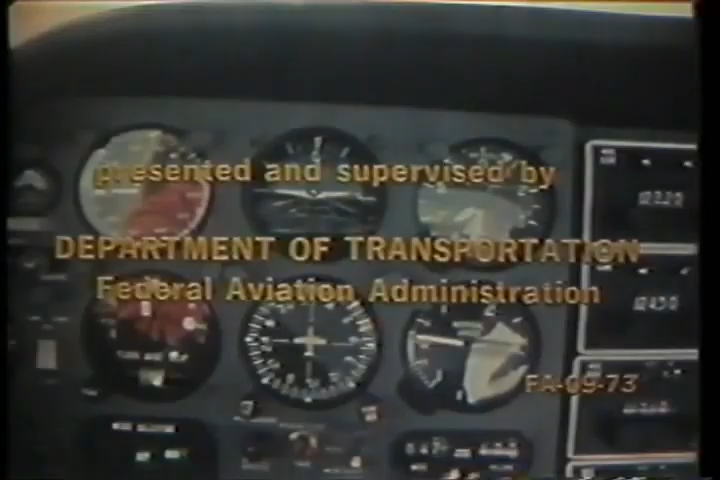 presented and supervised by
DEPARTMENT OF TRANSPORTATION
Federal Aviation Administration
FA-09-73